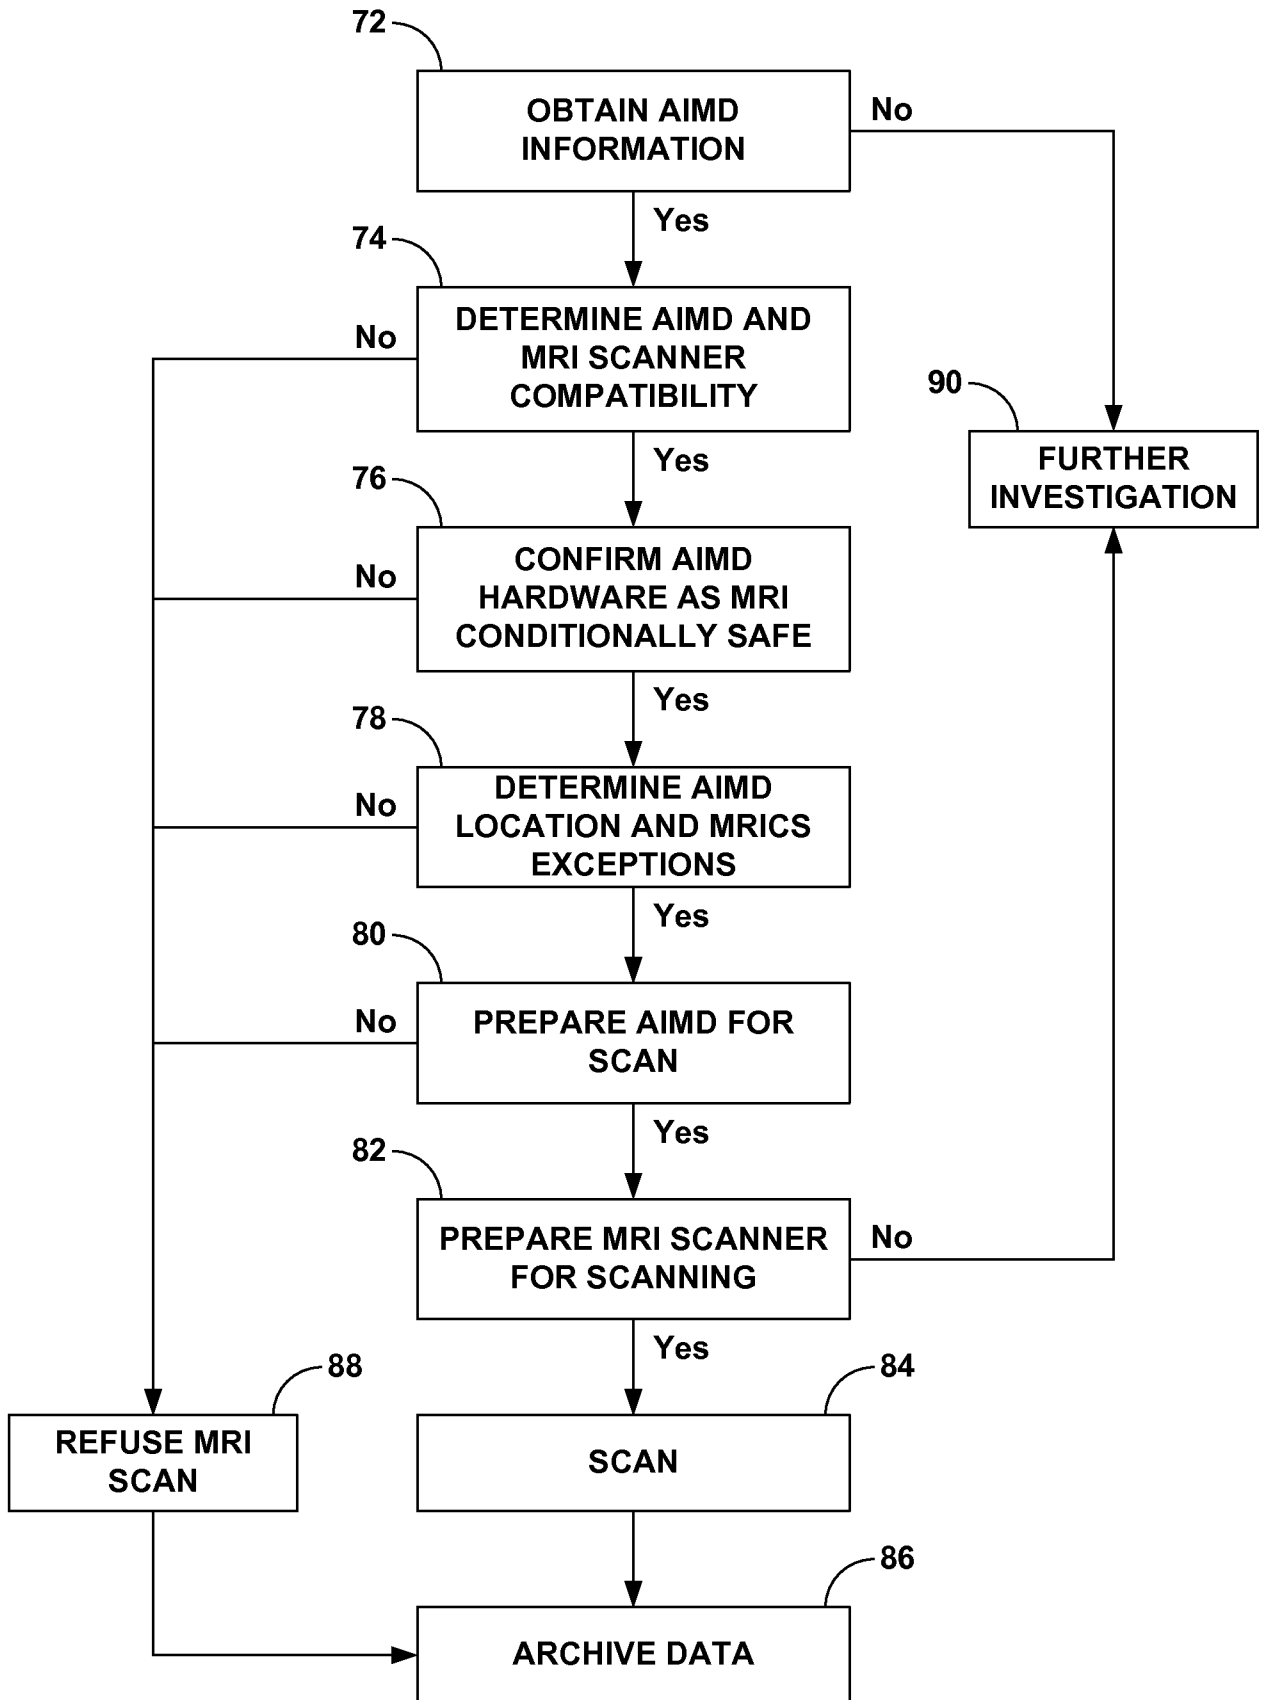 72
OBTAIN AIMD
INFORMATION
No
Yes
74
DETERMINE AIMD AND
MRI SCANNER
COMPATIBILITY
No
Yes
90
FURTHER
INVESTIGATION
76
CONFIRM AIMD
HARDWARE AS MRI
CONDITIONALLY SAFE
No
Yes
78
DETERMINE AIMD
LOCATION AND MRICS
EXCEPTIONS
No
Yes
80
PREPARE AIMD FOR
SCAN
No
Yes
82
PREPARE MRI SCANNER
FOR SCANNING
No
Yes
88
REFUSE MRI
SCAN
84
SCAN
86
ARCHIVE DATA